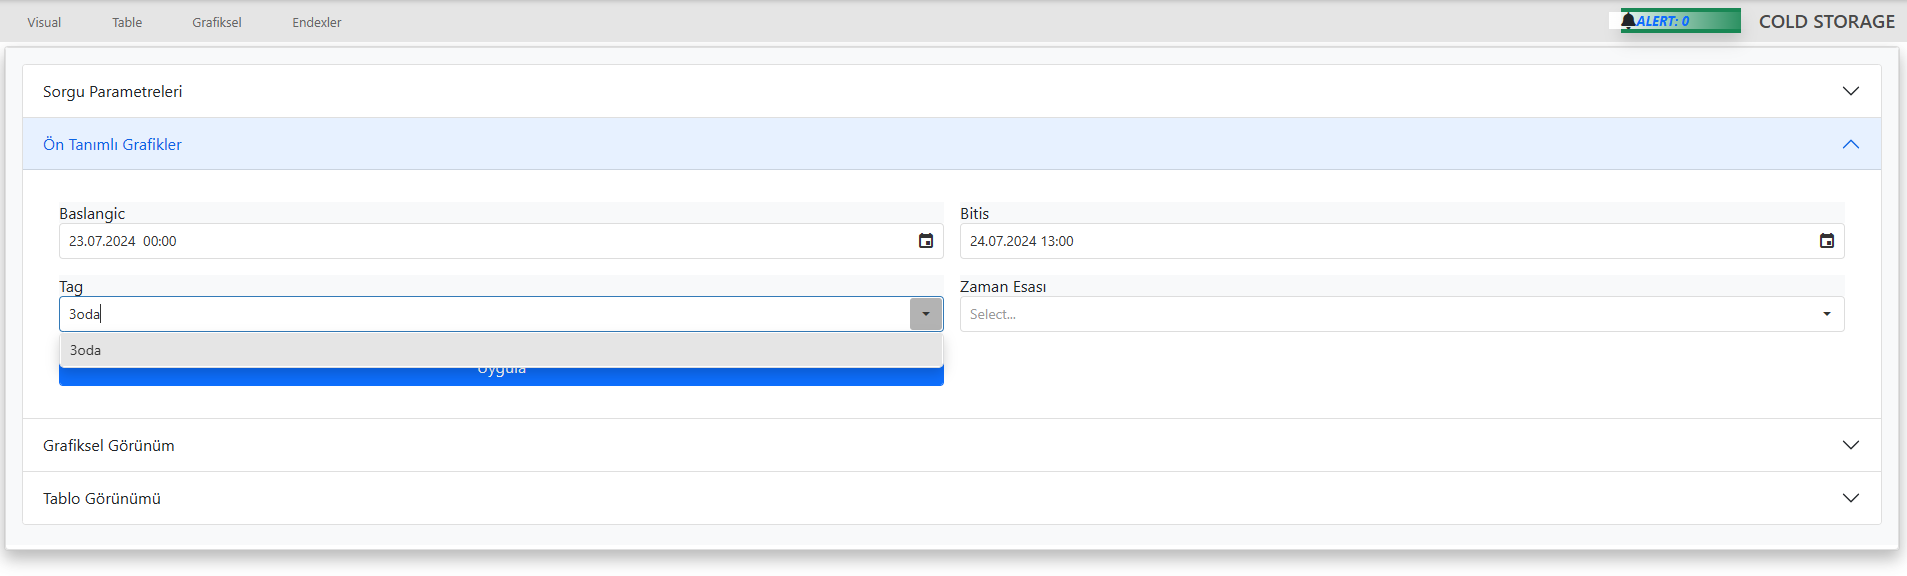 Visual Table Grafiksel Endexler ALERT: 0 COLD STORAGE
Sorgu Parametreleri
Ön Tanımlı Grafikler
Baslangic Bitis
23.07.2024 00:00 24.07.2024 13:00
Tag Zaman Esası
3oda Select...
3oda
Uygula
Grafiksel Görünüm
Tablo Görünümü